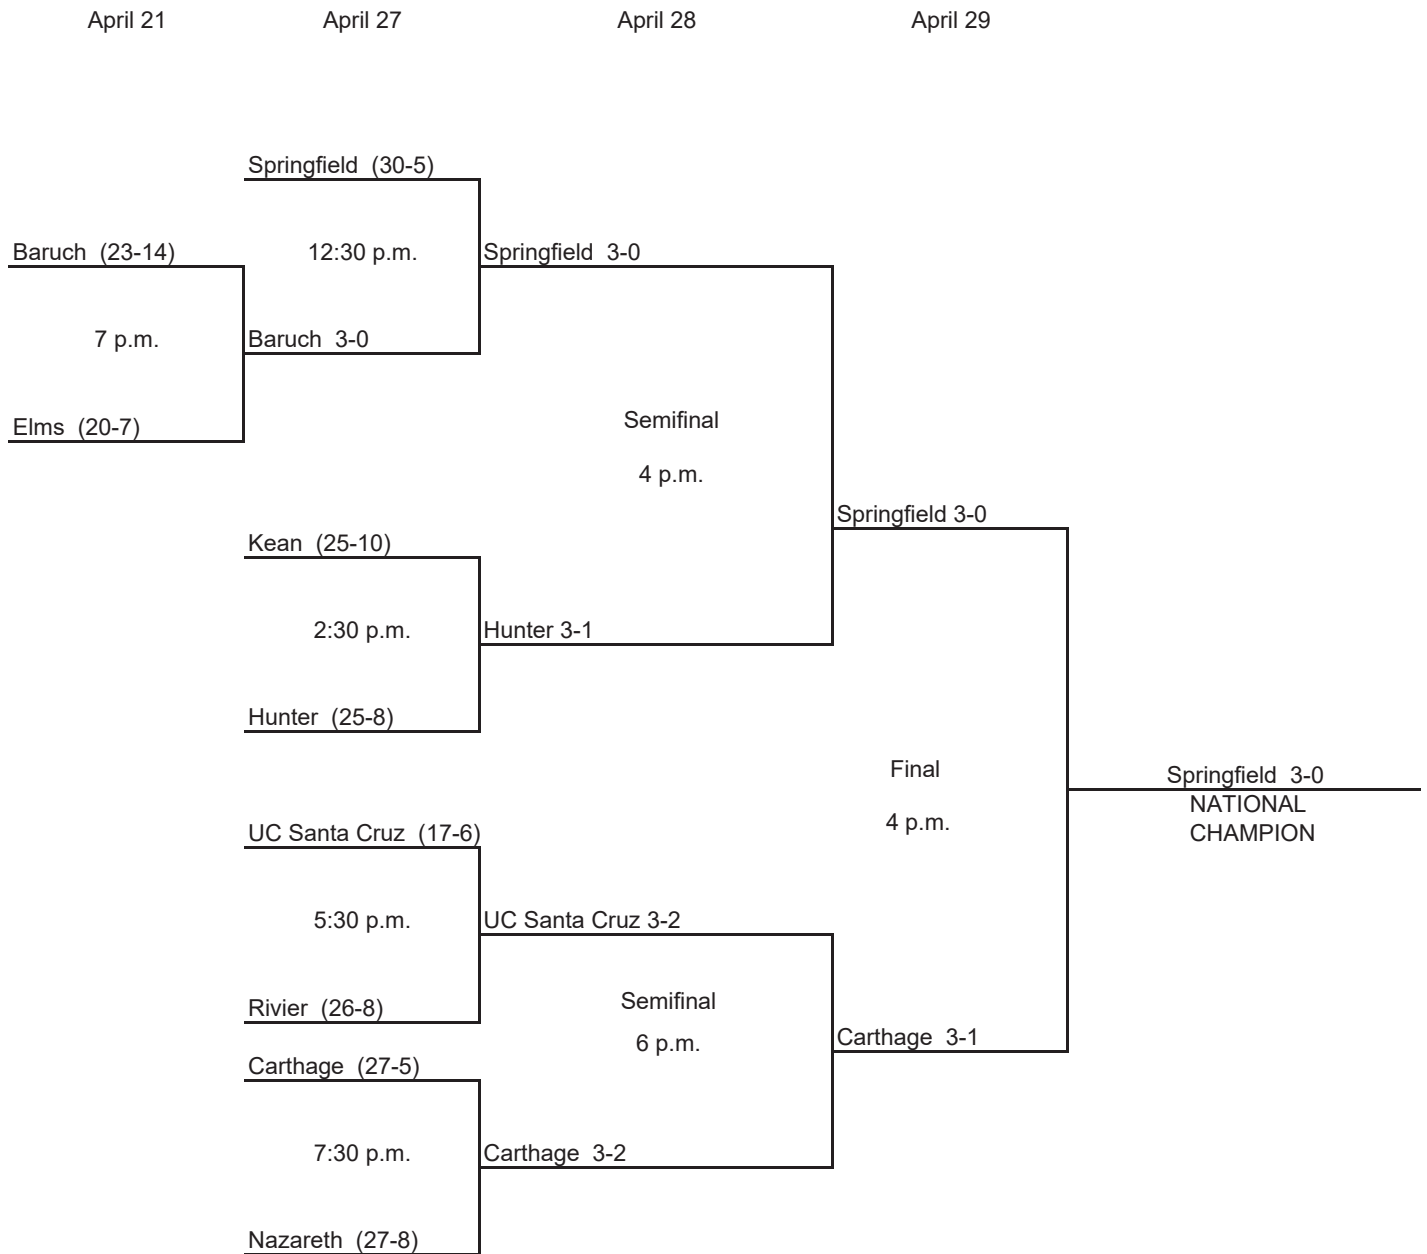 April 21
April 27
April 28
April 29
Springfield (30-5)
Baruch (23-14)
12:30 p.m.
Springfield 3-0
7 p.m.
Baruch 3-0
Elms (20-7)
Semifinal
4 p.m.
Springfield 3-0
Kean (25-10)
2:30 p.m.
Hunter 3-1
Hunter (25-8)
Final
4 p.m.
Springfield 3-0
NATIONAL
CHAMPION
UC Santa Cruz (17-6)
5:30 p.m.
UC Santa Cruz 3-2
Rivier (26-8)
Semifinal
6 p.m.
Carthage 3-1
Carthage (27-5)
7:30 p.m.
Carthage 3-2
Nazareth (27-8)